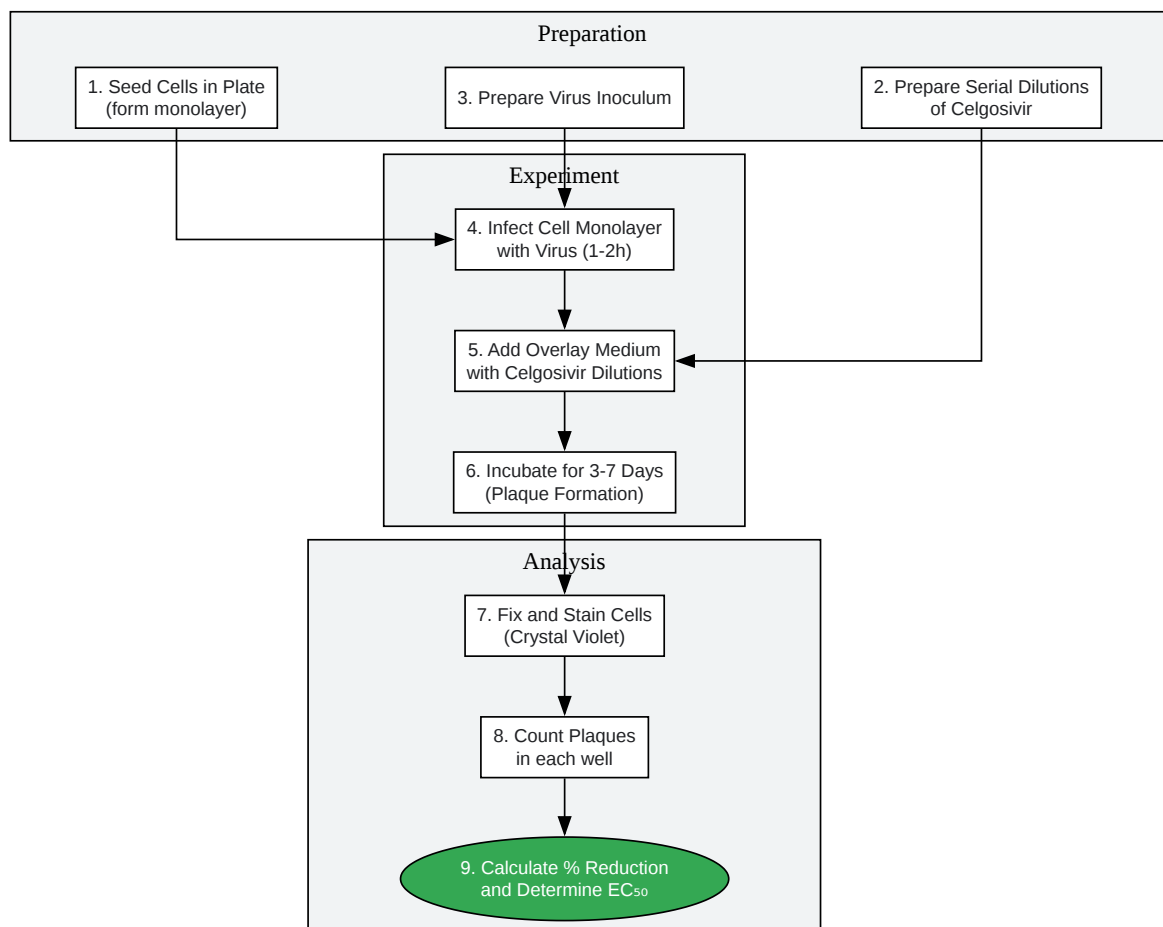 Preparation
1. Seed Cells in Plate
(form monolayer)
3. Prepare Virus Inoculum
2. Prepare Serial Dilutions
of Celgosivir
Experiment
4. Infect Cell Monolayer
with Virus (1-2h)
5. Add Overlay Medium
with Celgosivir Dilutions
6. Incubate for 3-7 Days
(Plaque Formation)
Analysis
7. Fix and Stain Cells
(Crystal Violet)
8. Count Plaques
in each well
9. Calculate % Reduction
and Determine EC₅₀